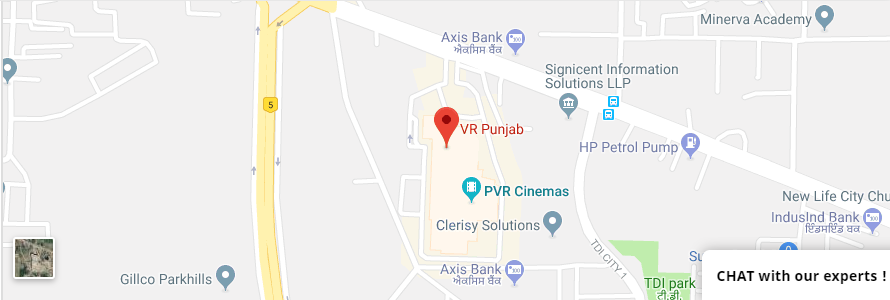 Minerva Academy
Axis Bank
ਐਕਸਿਸ ਬੈਂਕ
Signicent Information
Solutions LLP
5
VR Punjab
HP Petrol Pump
PVR Cinemas
New Life City Chu
IndusInd Bank
ਇੰਡਸਇੰਡ ਬਕ
Clerisy Solutions
TDI CITY 1
Su
Axis Bank
ਐਕਸਿਸ ਬੈਂਕ
Gillco Parkhills
TDI park
ਟੀ.ਡੀ.
CHAT with our experts !